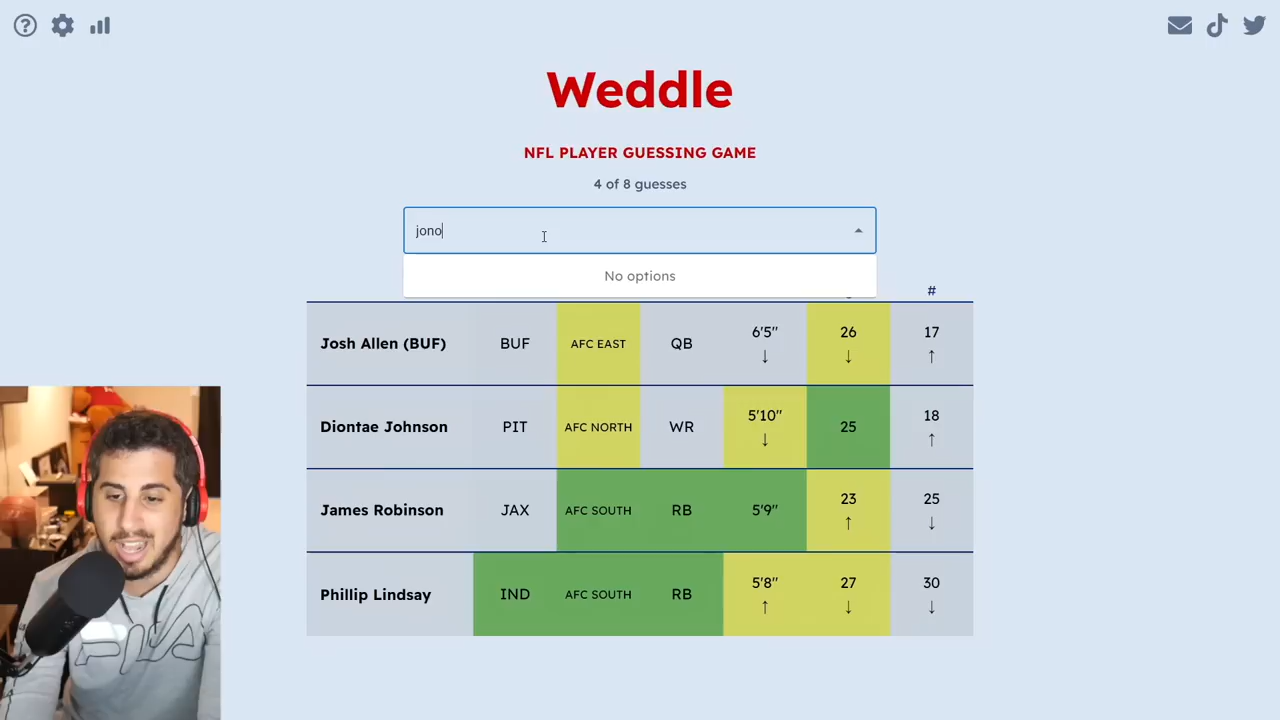 Weddle
NFL PLAYER GUESSING GAME
4 of 8 guesses
jono
No options
#
Josh Allen (BUF) BUF AFC EAST QB 6'5" ↓ 26 ↓ 17 ↑
Diontae Johnson PIT AFC NORTH WR 5'10" ↓ 25 18 ↑
James Robinson JAX AFC SOUTH RB 5'9" 23 ↑ 25 ↓
Phillip Lindsay IND AFC SOUTH RB 5'8" ↑ 27 ↓ 30 ↓
FILA